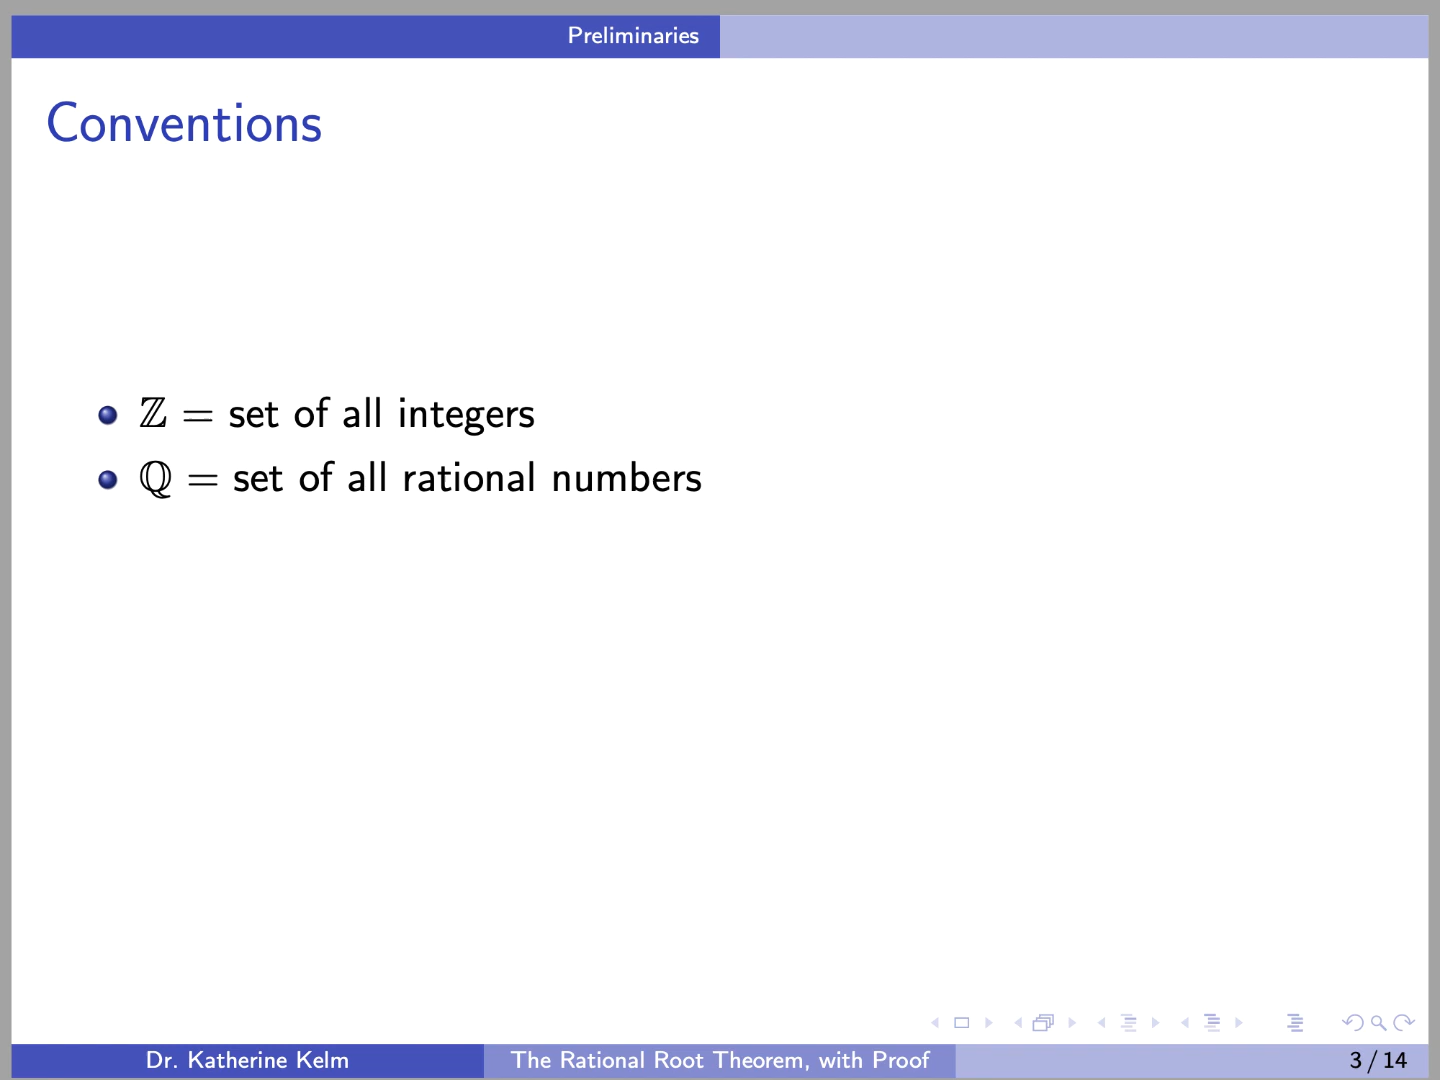 Preliminaries
Conventions
ℤ = set of all integers
ℚ = set of all rational numbers
Dr. Katherine Kelm
The Rational Root Theorem, with Proof
3 / 14